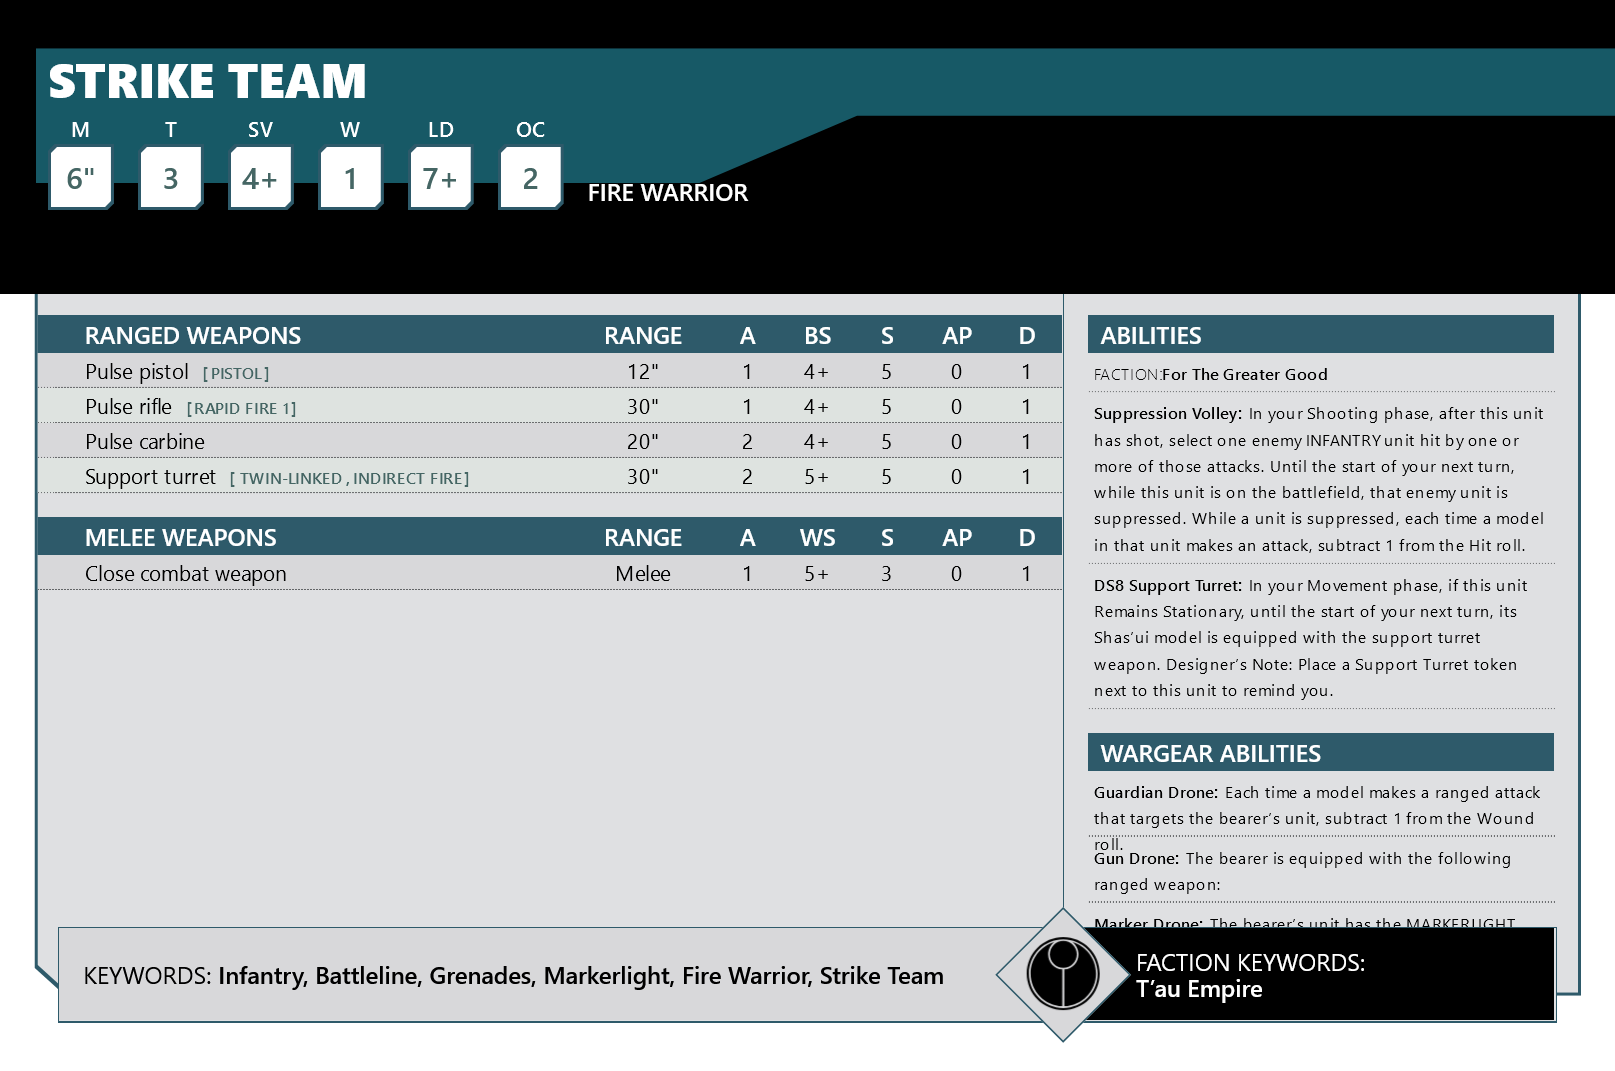 STRIKE TEAM
M T SV W LD OC
6" 3 4+ 1 7+ 2
FIRE WARRIOR
RANGED WEAPONS RANGE A BS S AP D
Pulse pistol [PISTOL] 12" 1 4+ 5 0 1
Pulse rifle [RAPID FIRE 1] 30" 1 4+ 5 0 1
Pulse carbine 20" 2 4+ 5 0 1
Support turret [ TWIN-LINKED , INDIRECT FIRE] 30" 2 5+ 5 0 1
MELEE WEAPONS RANGE A WS S AP D
Close combat weapon Melee 1 5+ 3 0 1
ABILITIES
FACTION:For The Greater Good
Suppression Volley: In your Shooting phase, after this unit
has shot, select one enemy INFANTRY unit hit by one or
more of those attacks. Until the start of your next turn,
while this unit is on the battlefield, that enemy unit is
suppressed. While a unit is suppressed, each time a model
in that unit makes an attack, subtract 1 from the Hit roll.
DS8 Support Turret: In your Movement phase, if this unit
Remains Stationary, until the start of your next turn, its
Shas’ui model is equipped with the support turret
weapon. Designer’s Note: Place a Support Turret token
next to this unit to remind you.
WARGEAR ABILITIES
Guardian Drone: Each time a model makes a ranged attack
that targets the bearer’s unit, subtract 1 from the Wound
roll.
Gun Drone: The bearer is equipped with the following
ranged weapon:
Marker Drone: The bearer’s unit has the MARKERLIGHT
KEYWORDS: Infantry, Battleline, Grenades, Markerlight, Fire Warrior, Strike Team
FACTION KEYWORDS:
T’au Empire